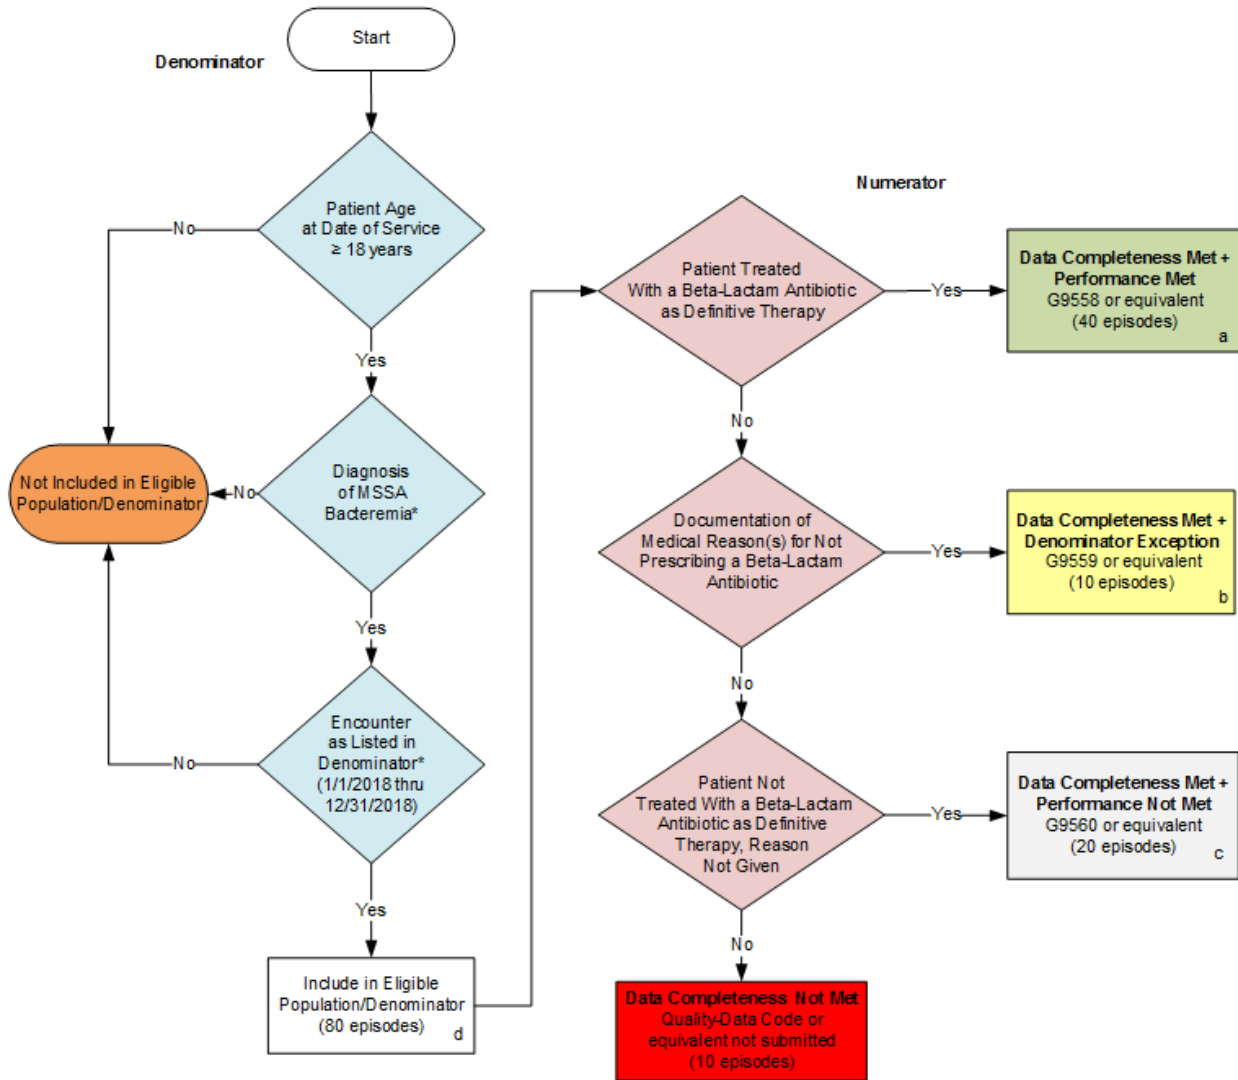 Start
Denominator
Patient Age
at Date of Service
≥ 18 years
No
Yes
Diagnosis
of MSSA
Bacteremia*
No
Not Included in Eligible
Population/Denominator
Yes
Encounter
as Listed in
Denominator*
(1/1/2018 thru
12/31/2018)
No
Yes
Include in Eligible
Population/Denominator
(80 episodes)
d
Numerator
Patient Treated
With a Beta-Lactam Antibiotic
as Definitive Therapy
Yes
Data Completeness Met +
Performance Met
G9558 or equivalent
(40 episodes)
a
No
Documentation of
Medical Reason(s) for Not
Prescribing a Beta-Lactam
Antibiotic
Yes
Data Completeness Met +
Denominator Exception
G9559 or equivalent
(10 episodes)
b
No
Patient Not
Treated With a Beta-Lactam
Antibiotic as Definitive
Therapy, Reason
Not Given
Yes
Data Completeness Met +
Performance Not Met
G9560 or equivalent
(20 episodes)
c
No
Data Completeness Not Met
Quality-Data Code or
equivalent not submitted
(10 episodes)